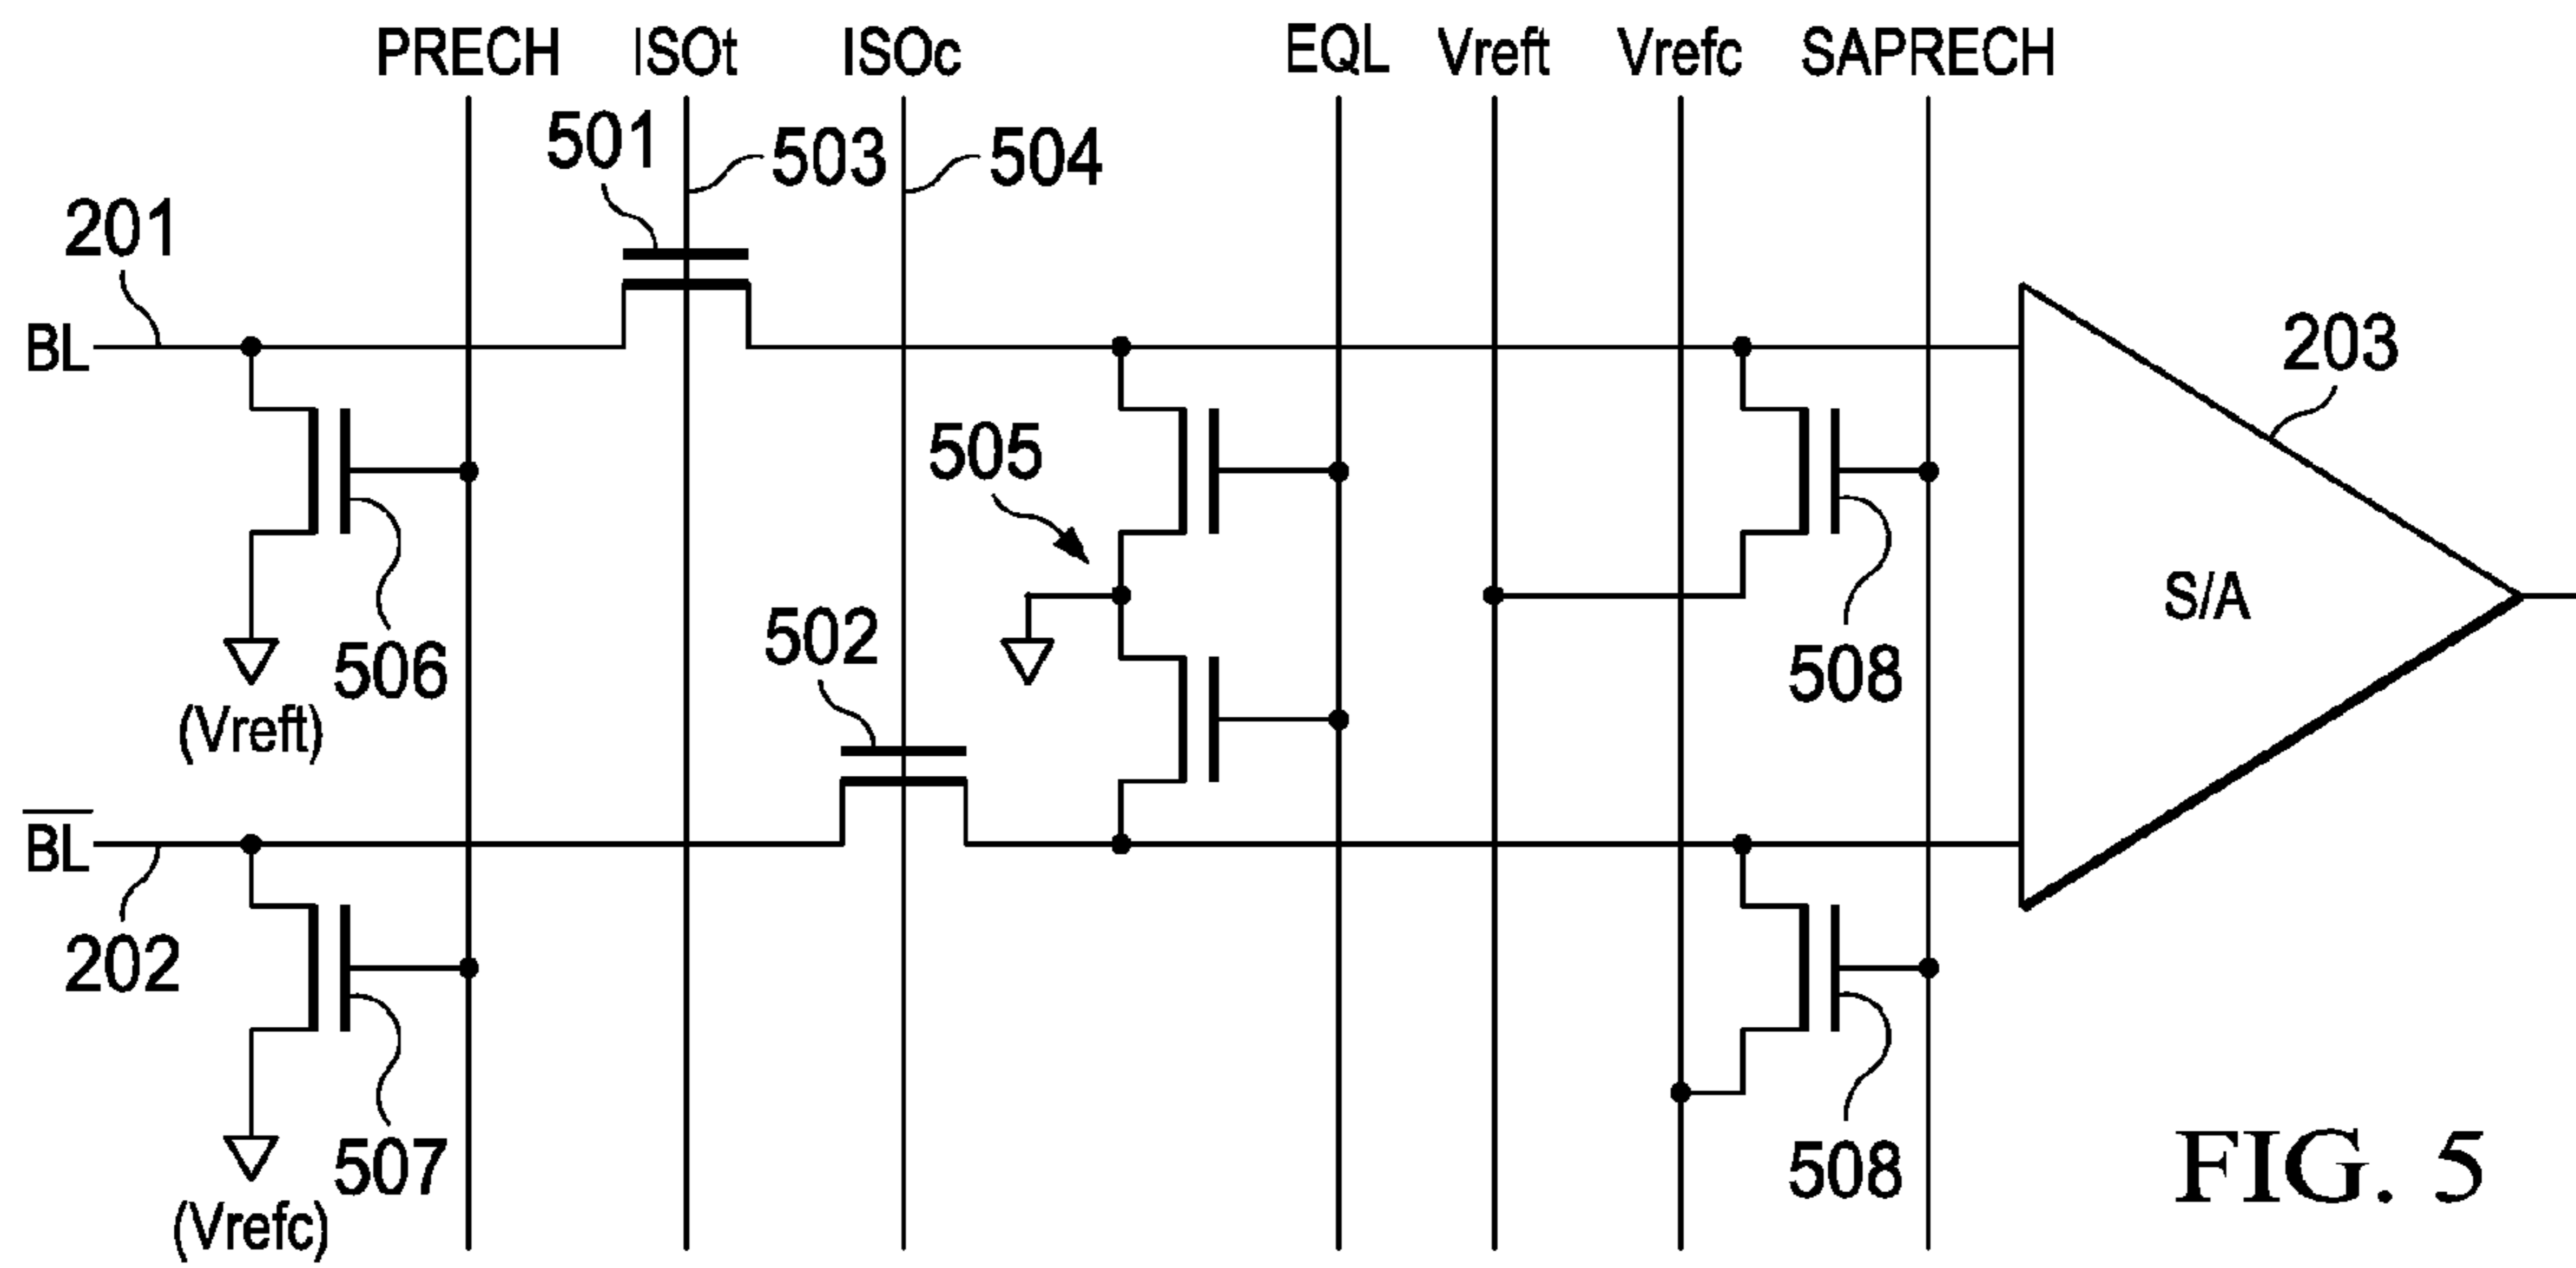 PRECH ISOt ISOc EQL Vreft Vrefc SAPRECH
501
503
504
201
BL
203
505
S/A
502
506
508
(Vreft)
B̅L̅
202
507
508
(Vrefc)
FIG. 5